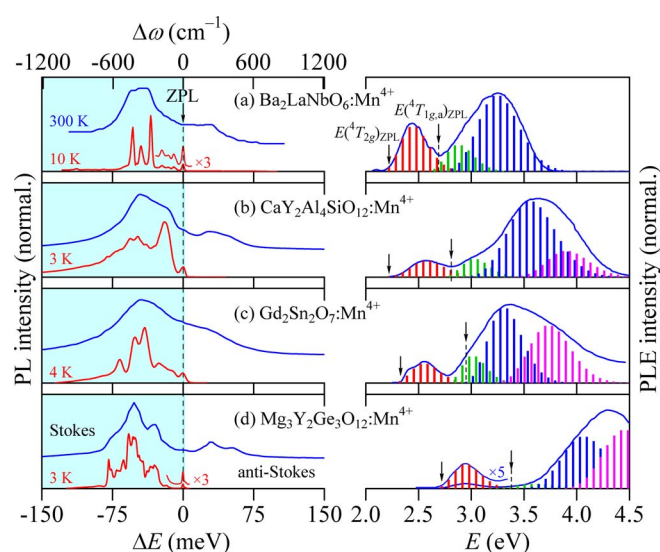 Δω (cm⁻¹)
-1200 -600 0 600 1200
ZPL
(a) Ba₂LaNbO₆:Mn⁴⁺
300 K
10 K
×3
E(⁴T₂g)ZPL
E(⁴T₁g,a)ZPL
(b) CaY₂Al₄SiO₁₂:Mn⁴⁺
3 K
(c) Gd₂Sn₂O₇:Mn⁴⁺
4 K
(d) Mg₃Y₂Ge₃O₁₂:Mn⁴⁺
Stokes
anti-Stokes
3 K
×3
×5
PL intensity (normal.)
PLE intensity (normal.)
-150 -75 0 75 150
ΔE (meV)
2.0 2.5 3.0 3.5 4.0 4.5
E (eV)